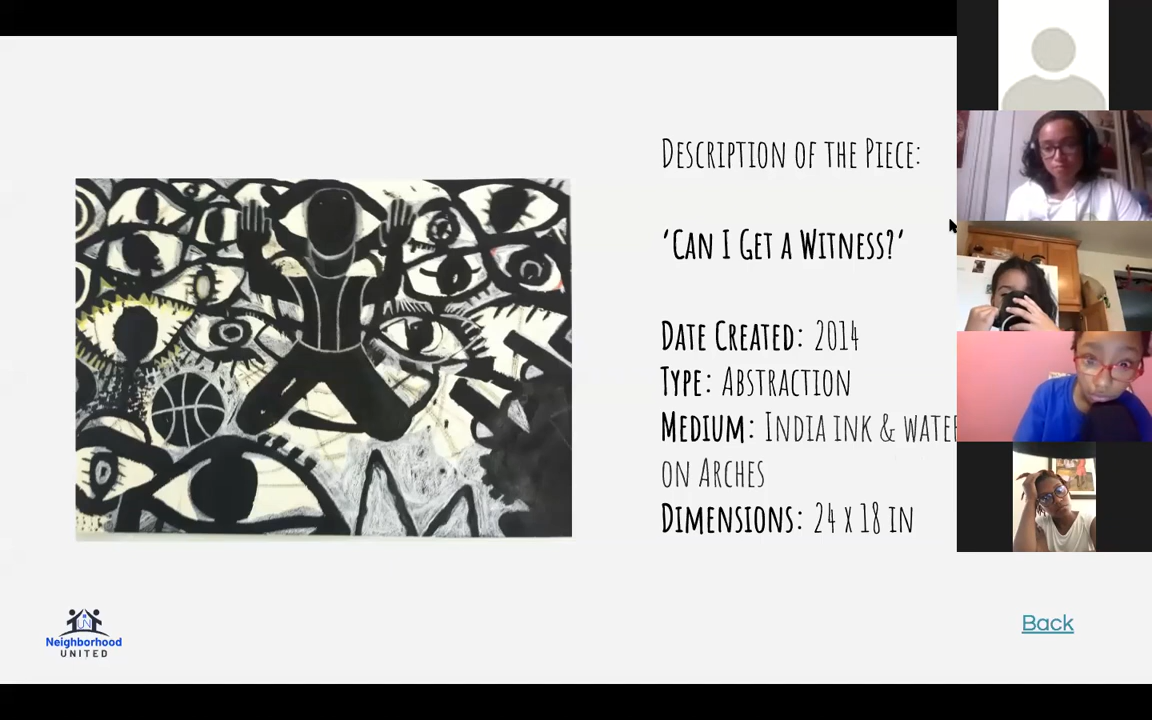 Description of the Piece:
‘Can I Get a Witness?’
Date Created: 2014
Type: Abstraction
Medium: India ink &
on Arches
Dimensions: 24 x 18 in
Back
UN
Neighborhood
UNITED